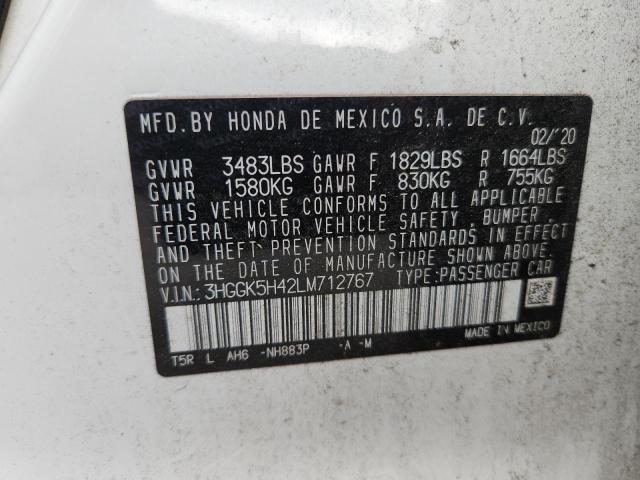 MFD.BY HONDA DE MEXICO S.A. DE C.V.
02/'20
GVWR 3483LBS GAWR F 1829LBS R 1664LBS
GVWR 1580KG GAWR F 830KG R 755KG
THIS VEHICLE CONFORMS TO ALL APPLICABLE
FEDERAL MOTOR VEHICLE SAFETY, BUMPER,
AND THEFT PREVENTION STANDARDS IN EFFECT
ON THE DATE OF MANUFACTURE SHOWN ABOVE.
V.I.N.: 3HGGK5H42LM712767 TYPE:PASSENGER CAR
MADE IN MEXICO
T5R L AH6 -NH883P -A -M